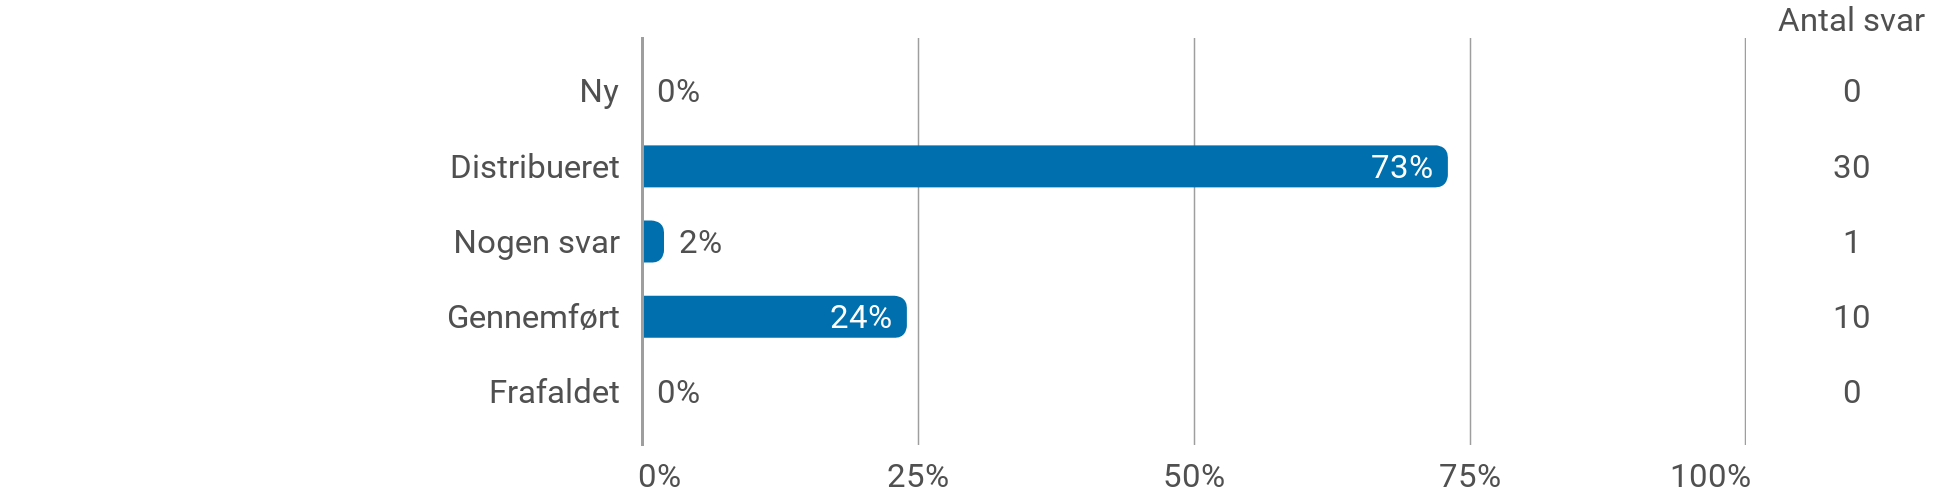 Antal svar
Ny 0% 0
Distribueret 73% 30
Nogen svar 2% 1
Gennemført 24% 10
Frafaldet 0% 0
0% 25% 50% 75% 100%